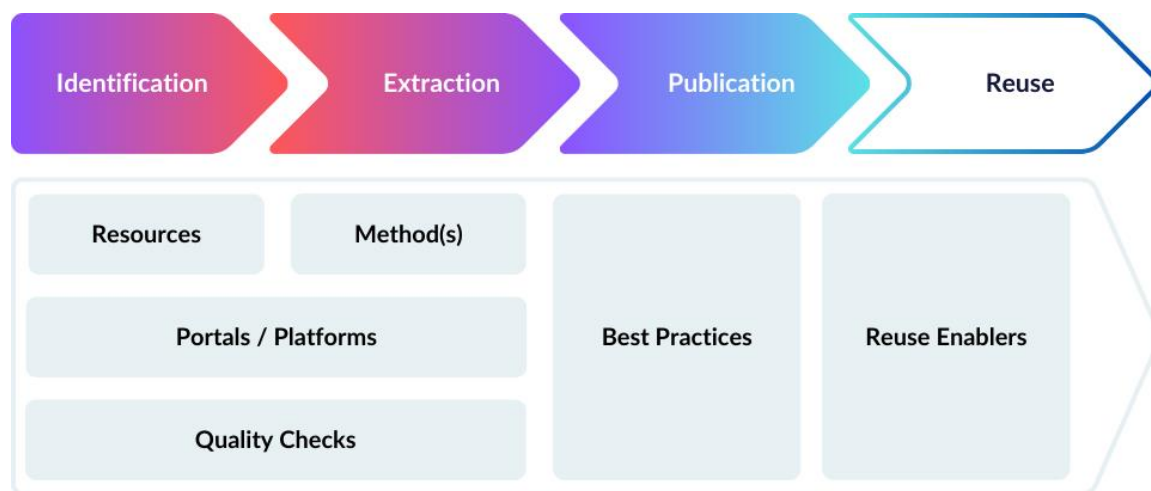 Identification
Extraction
Publication
Reuse
Resources
Method(s)
Portals / Platforms
Best Practices
Reuse Enablers
Quality Checks